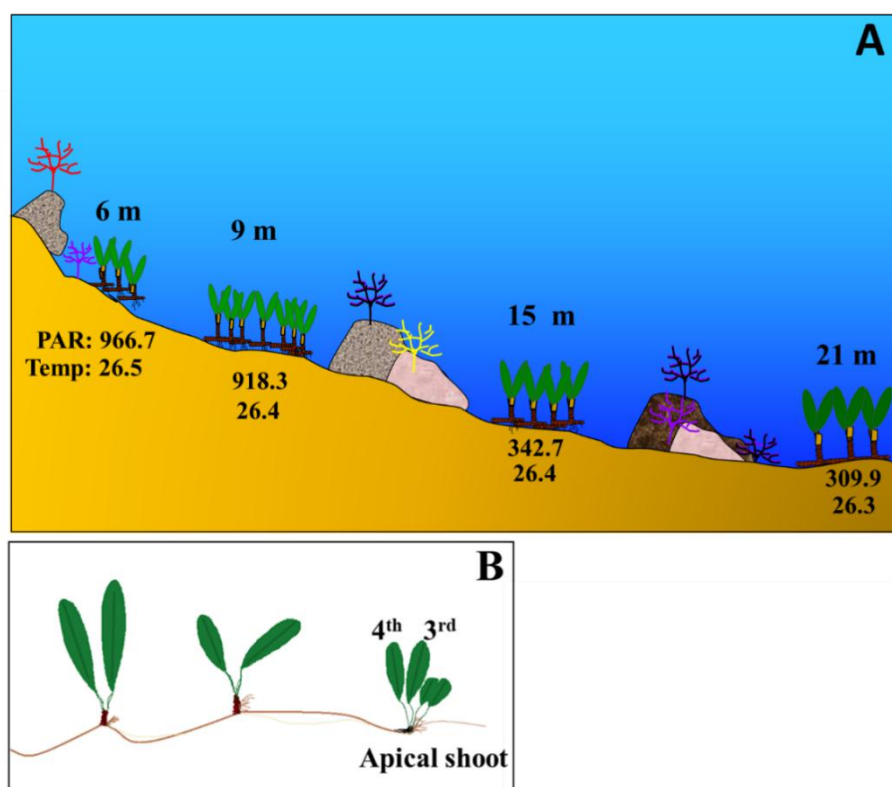 A
6 m
9 m
15 m
21 m
PAR: 966.7
Temp: 26.5
918.3
26.4
342.7
26.4
309.9
26.3
B
4th 3rd
Apical shoot